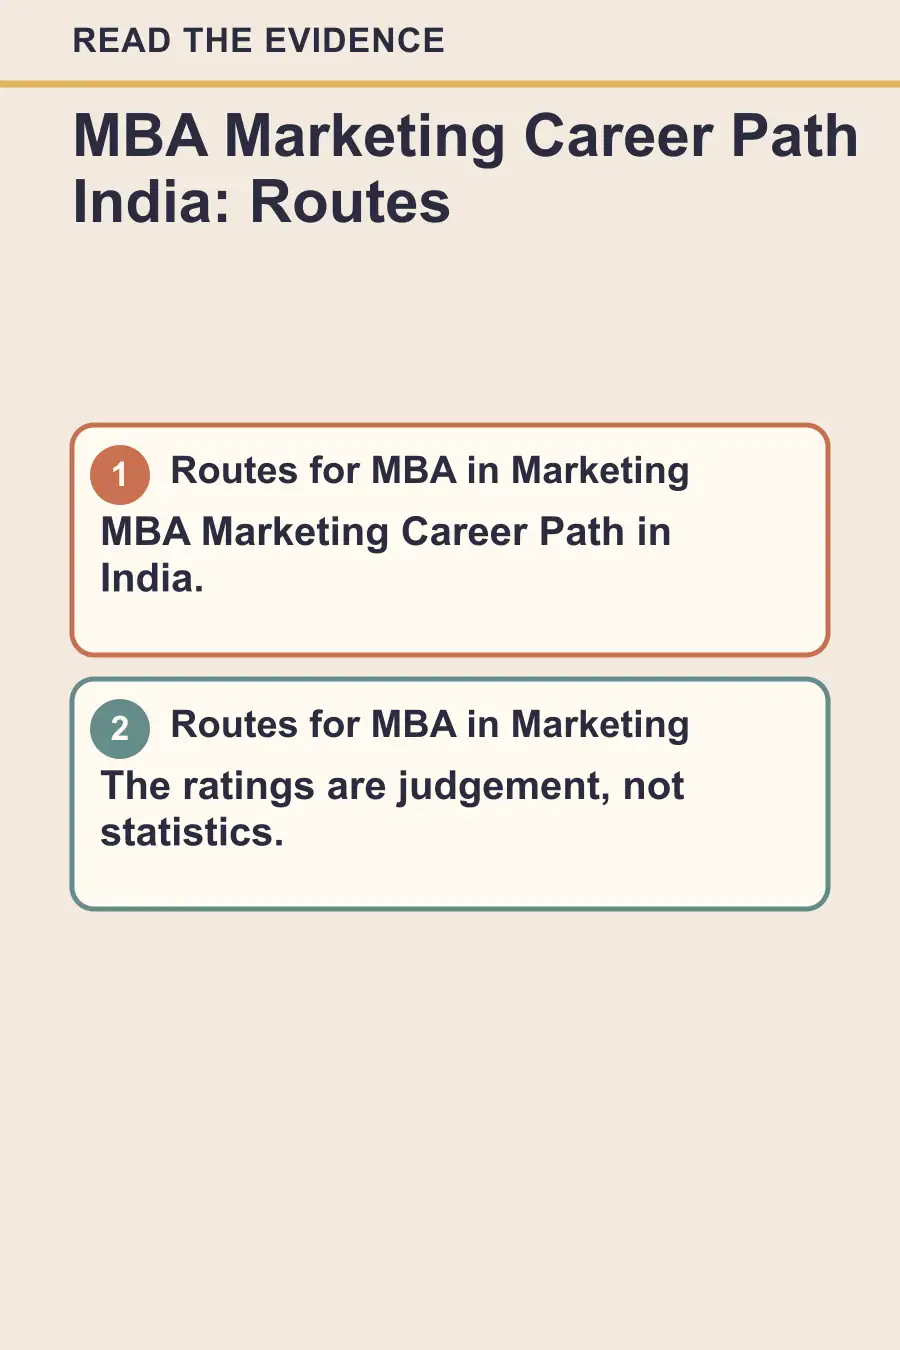 READ THE EVIDENCE
MBA Marketing Career Path
India: Routes
1 Routes for MBA in Marketing
MBA Marketing Career Path in
India.
2 Routes for MBA in Marketing
The ratings are judgement, not
statistics.